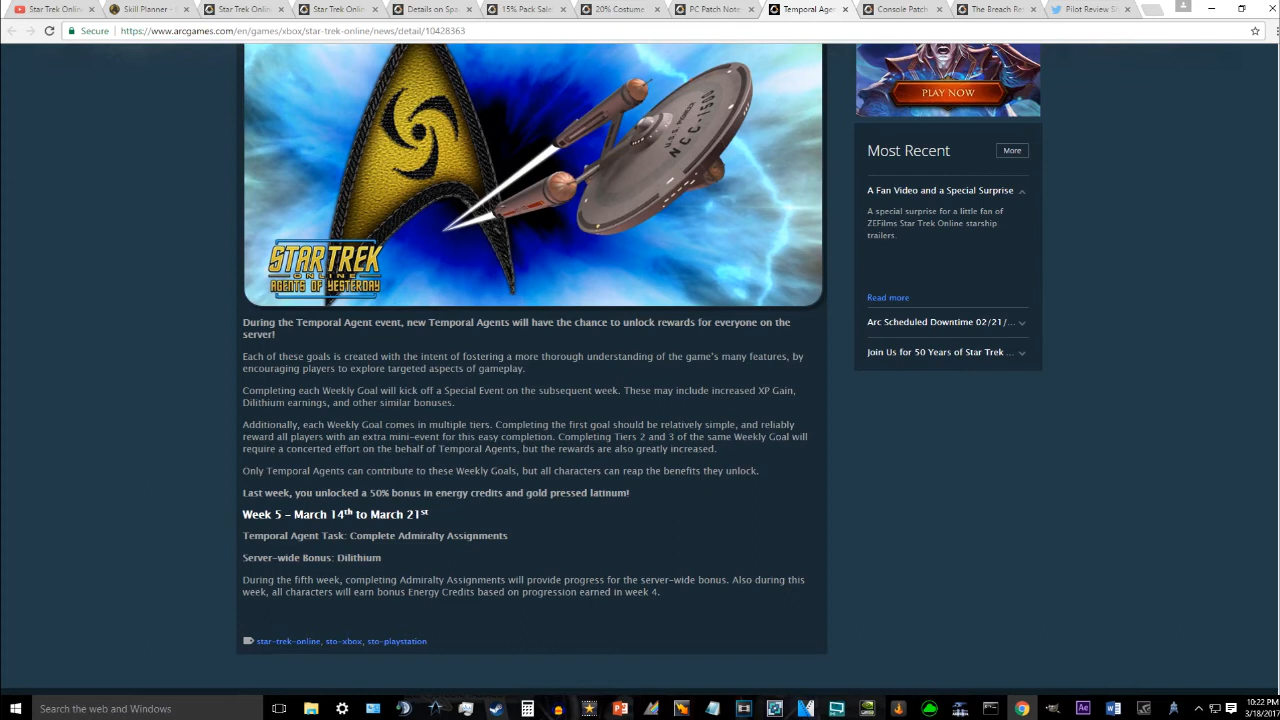 Star Trek Onlin
Skill Planner -
Star Trek Onlin
Star Trek Onlin
Details on Spe
15% Pack Sale
20% Costume
PC Patch Note
Temporal Agen
Console Patch
The Breach Re
Pilot Review S
Secure https://www.arcgames.com/en/games/xbox/star-trek-online/news/detail/10428363
NCC-1500
STAR TREK
ONLINE
AGENTS OF YESTERDAY
PLAY NOW
Most Recent
More
A Fan Video and a Special Surprise
A special surprise for a little fan of
ZEFilms Star Trek Online starship
trailers.
Read more
Arc Scheduled Downtime 02/21/...
Join Us for 50 Years of Star Trek ...
During the Temporal Agent event, new Temporal Agents will have the chance to unlock rewards for everyone on the
server!
Each of these goals is created with the intent of fostering a more thorough understanding of the game's many features, by
encouraging players to explore targeted aspects of gameplay.
Completing each Weekly Goal will kick off a Special Event on the subsequent week. These may include increased XP Gain,
Dilithium earnings, and other similar bonuses.
Additionally, each Weekly Goal comes in multiple tiers. Completing the first goal should be relatively simple, and reliably
reward all players with an extra mini-event for this easy completion. Completing Tiers 2 and 3 of the same Weekly Goal will
require a concerted effort on the behalf of Temporal Agents, but the rewards are also greatly increased.
Only Temporal Agents can contribute to these Weekly Goals, but all characters can reap the benefits they unlock.
Last week, you unlocked a 50% bonus in energy credits and gold pressed latinum!
Week 5 – March 14th to March 21st
Temporal Agent Task: Complete Admiralty Assignments
Server-wide Bonus: Dilithium
During the fifth week, completing Admiralty Assignments will provide progress for the server-wide bonus. Also during this
week, all characters will earn bonus Energy Credits based on progression earned in week 4.
star-trek-online, sto-xbox, sto-playstation
Search the web and Windows
10:22 PM
3/18/201